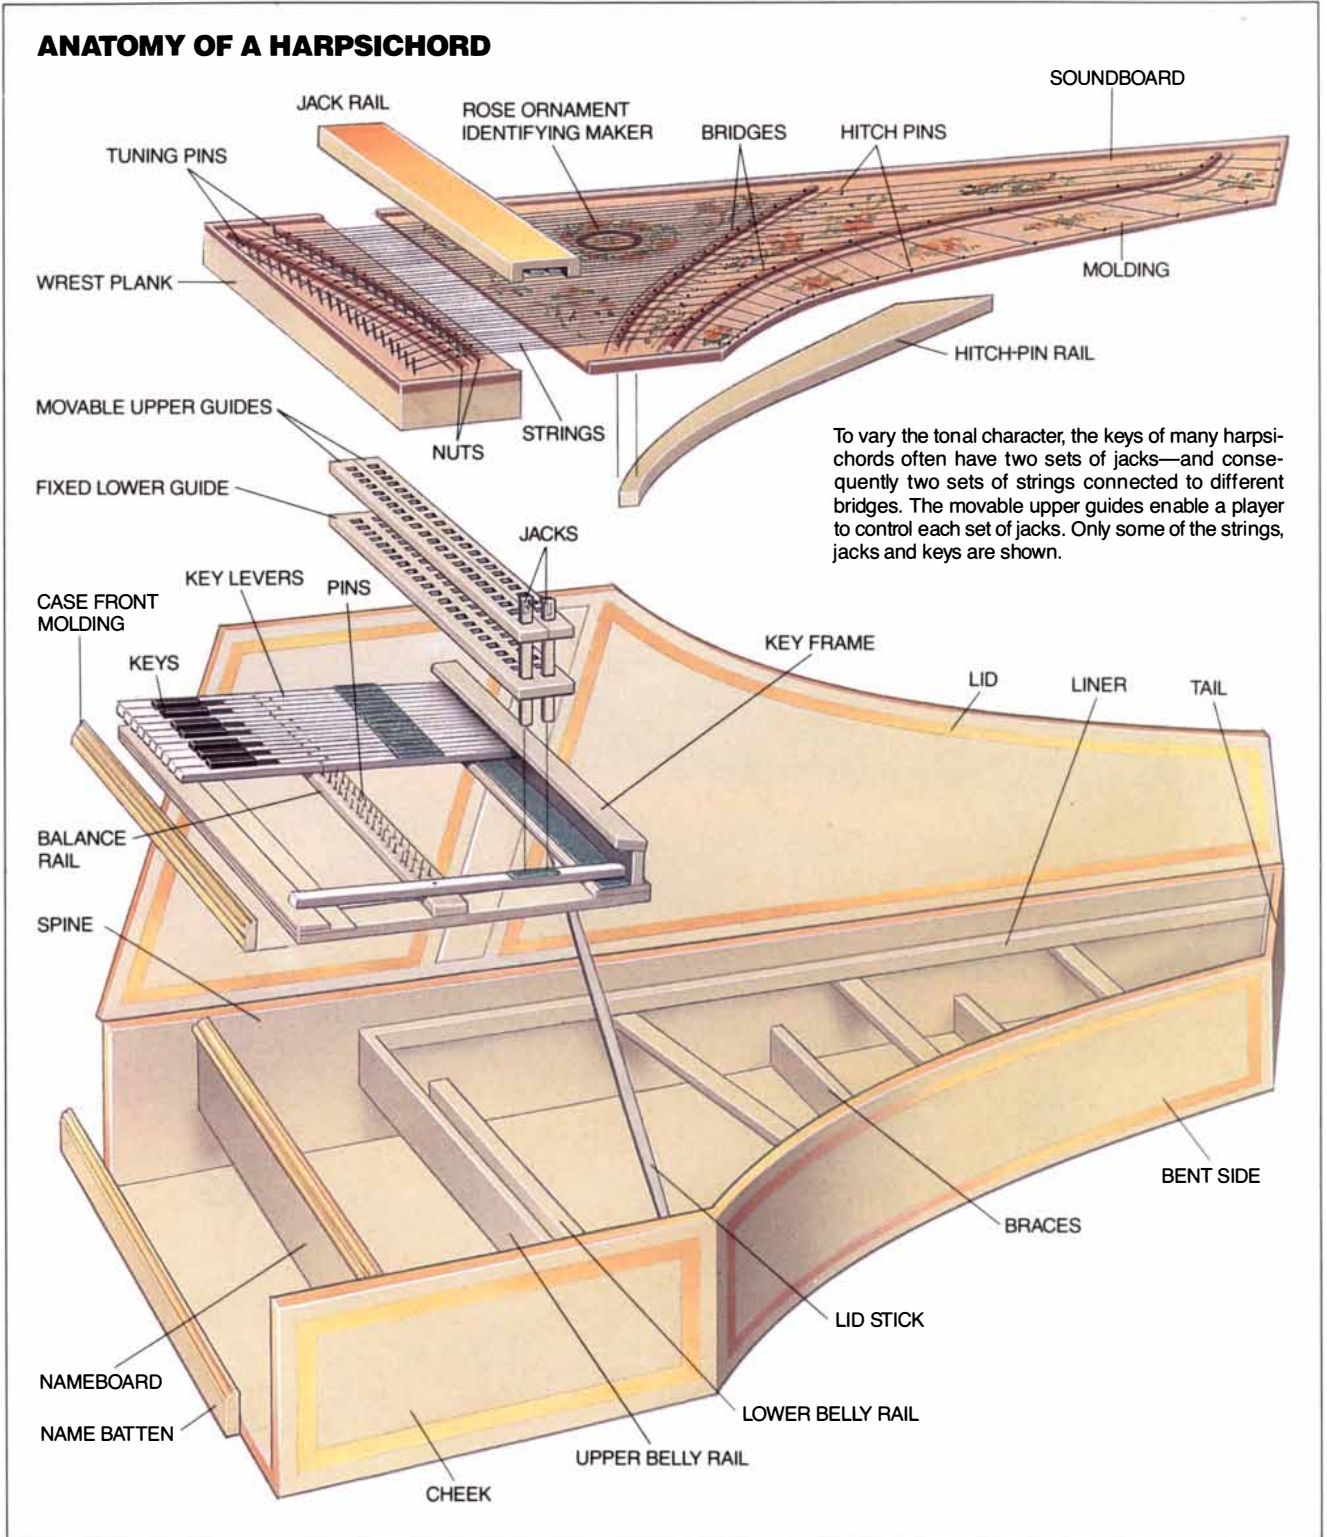 ANATOMY OF A HARPSICHORD
SOUNDBOARD
JACK RAIL
ROSE ORNAMENT
IDENTIFYING MAKER
BRIDGES
HITCH PINS
TUNING PINS
WREST PLANK
MOLDING
HITCH-PIN RAIL
MOVABLE UPPER GUIDES
NUTS
STRINGS
FIXED LOWER GUIDE
To vary the tonal character, the keys of many harpsi-
chords often have two sets of jacks—and conse-
quently two sets of strings connected to different
bridges. The movable upper guides enable a player
to control each set of jacks. Only some of the strings,
jacks and keys are shown.
JACKS
KEY LEVERS
PINS
CASE FRONT
MOLDING
KEYS
KEY FRAME
LID
LINER
TAIL
BALANCE
RAIL
SPINE
BENT SIDE
BRACES
LID STICK
NAMEBOARD
NAME BATTEN
LOWER BELLY RAIL
UPPER BELLY RAIL
CHEEK